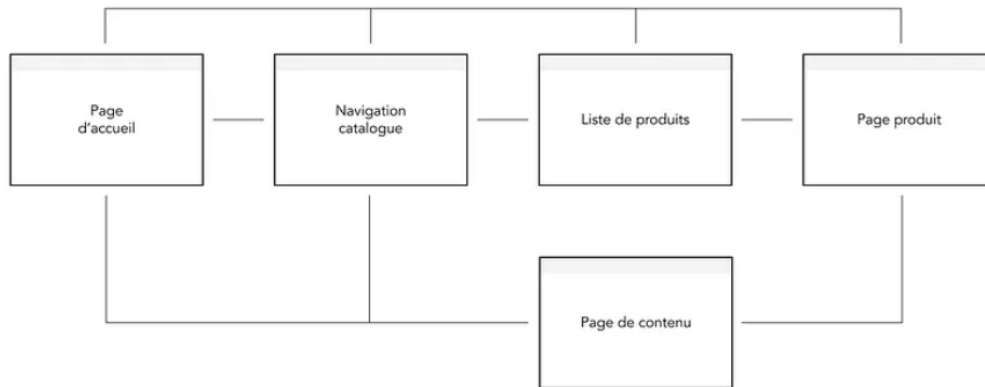 Page
d'accueil
Navigation
catalogue
Liste de produits
Page produit
Page de contenu